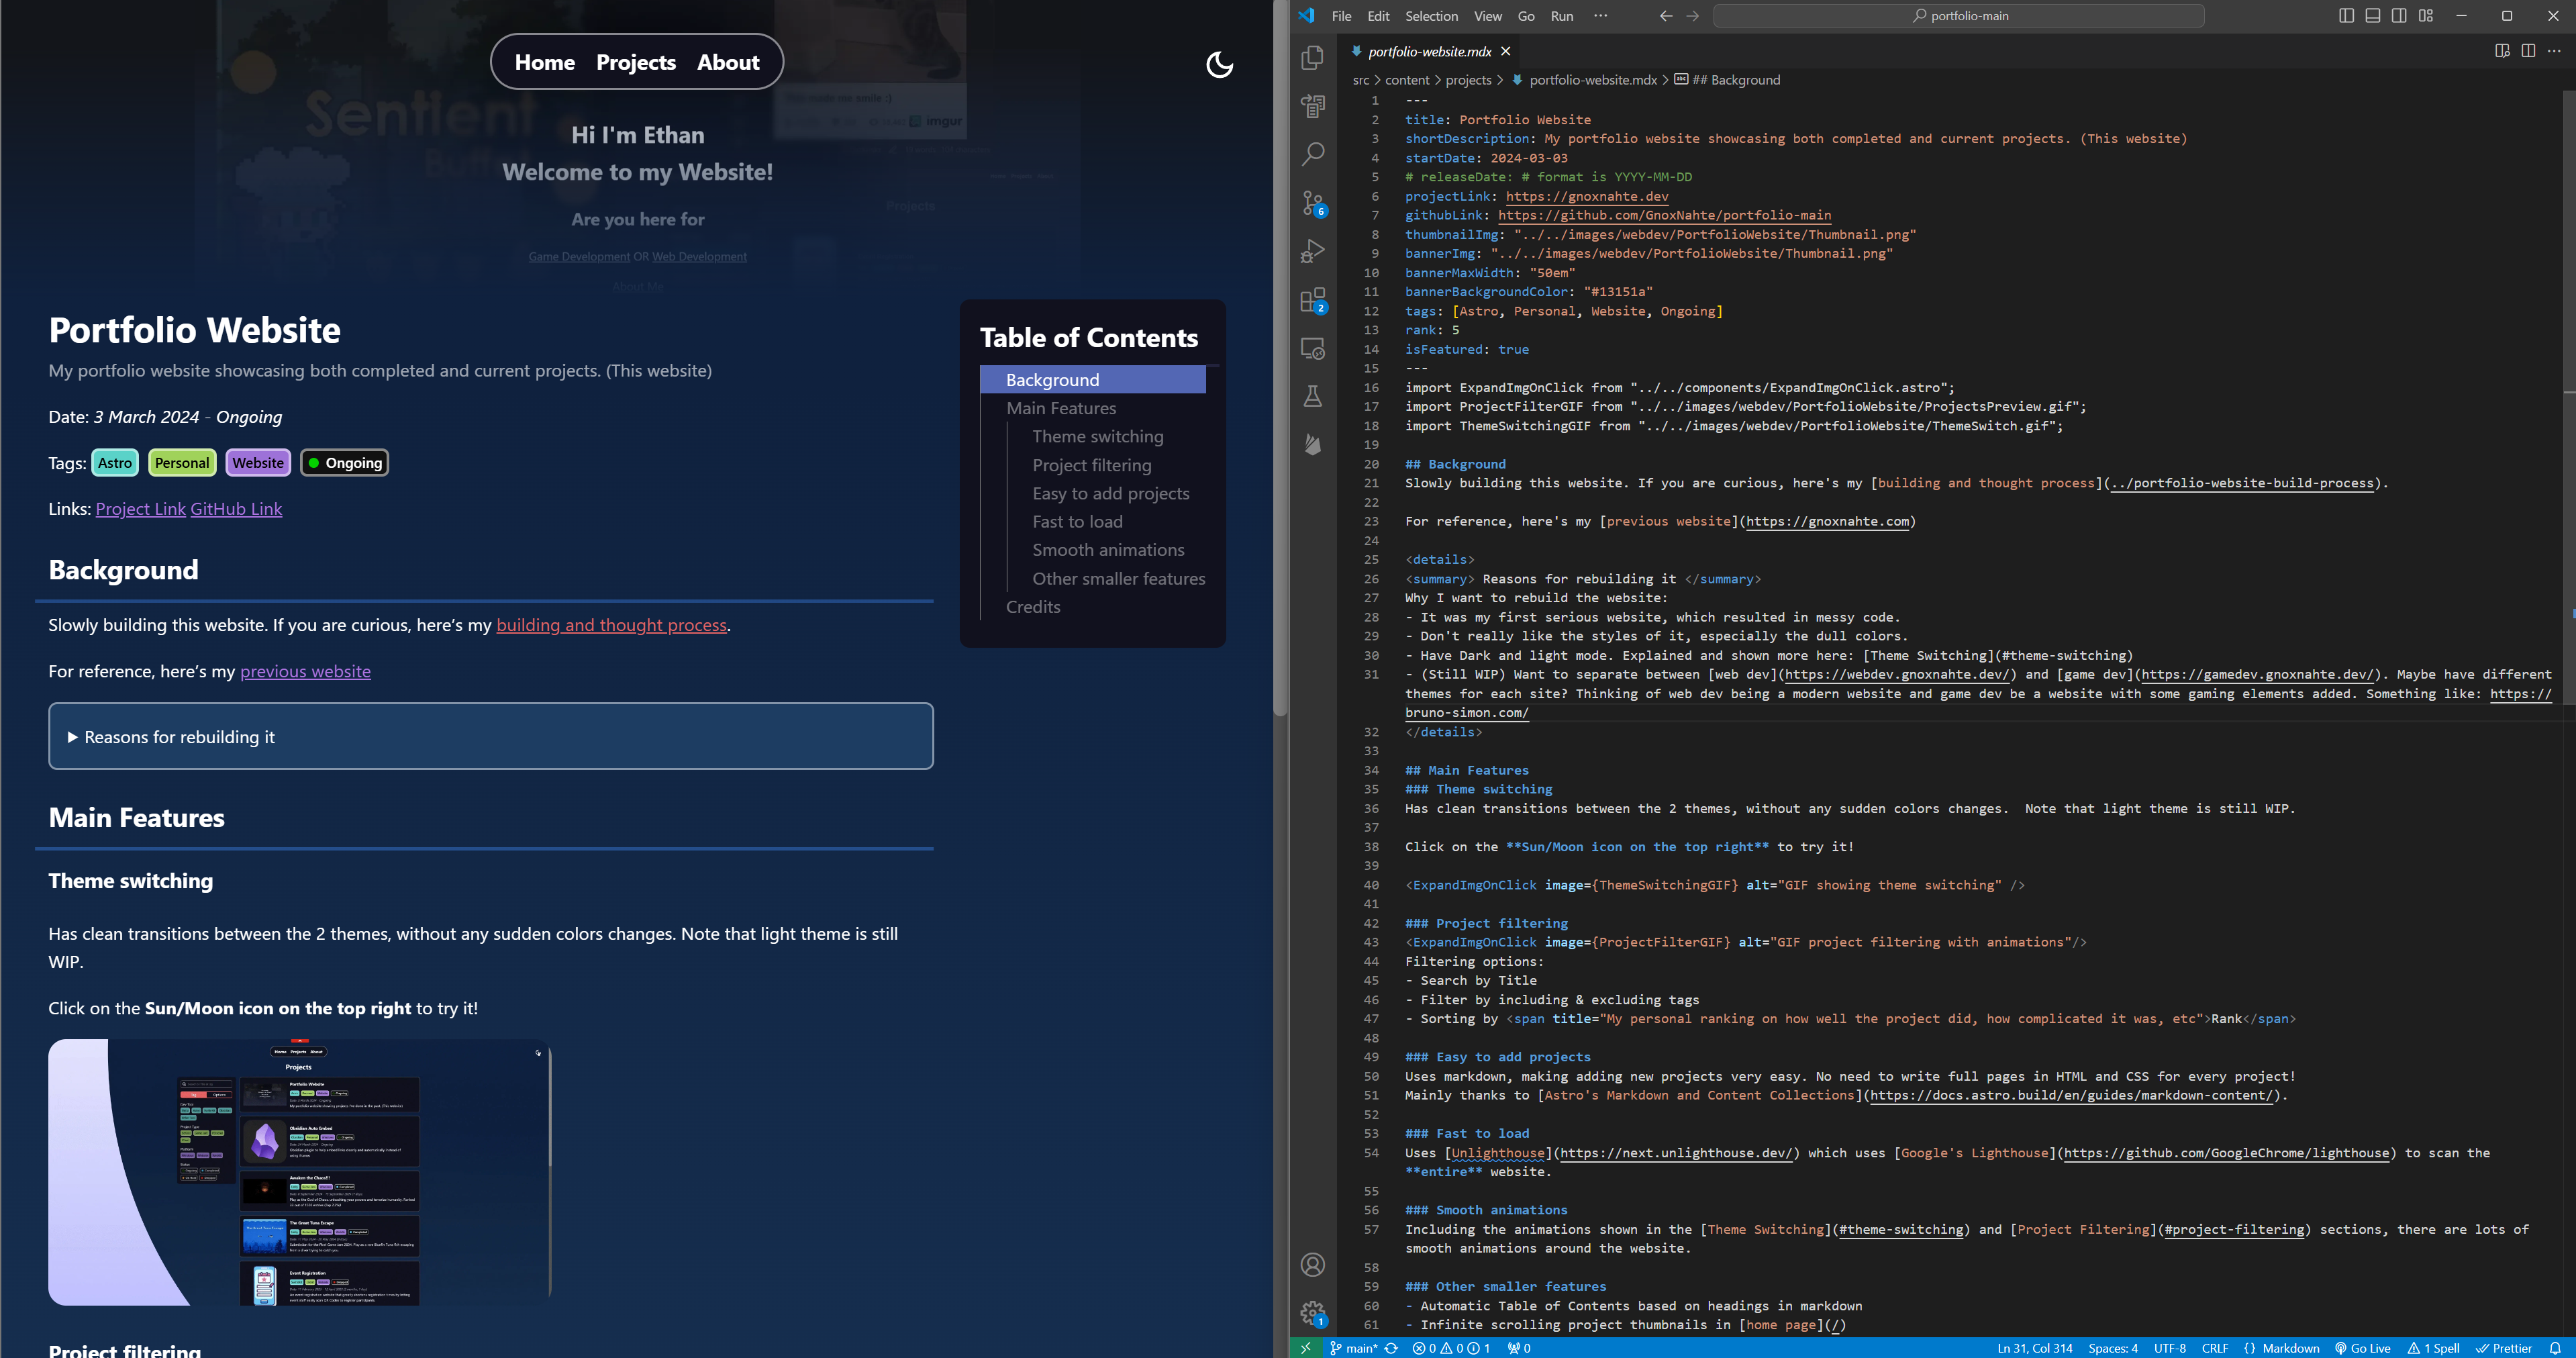 Home Projects About
Sentient
imgur
Hi I'm Ethan
Welcome to my Website!
Are you here for
Projects
Game Development OR Web Development
About Me
Portfolio Website
My portfolio website showcasing both completed and current projects. (This website)
Date: 3 March 2024 - Ongoing
Tags: Astro Personal Website Ongoing
Links: Project Link GitHub Link
Background
Slowly building this website. If you are curious, here’s my building and thought process.
For reference, here’s my previous website
▶ Reasons for rebuilding it
Main Features
Theme switching
Has clean transitions between the 2 themes, without any sudden colors changes. Note that light theme is still
WIP.
Click on the Sun/Moon icon on the top right to try it!
Home Projects About
Projects
Portfolio Website
Obsidian Auto Embed
Awaken the Chaos!!!
The Great Tuna Escape
Event Registration
Project filtering
Table of Contents
Background
Main Features
Theme switching
Project filtering
Easy to add projects
Fast to load
Smooth animations
Other smaller features
Credits
File Edit Selection View Go Run ··· portfolio-main
portfolio-website.mdx
src > content > projects > portfolio-website.mdx > ## Background
6
2
1
1 ---
2 title: Portfolio Website
3 shortDescription: My portfolio website showcasing both completed and current projects. (This website)
4 startDate: 2024-03-03
5 # releaseDate: # format is YYYY-MM-DD
6 projectLink: https://gnoxnahte.dev
7 githubLink: https://github.com/GnoxNahte/portfolio-main
8 thumbnailImg: "../../images/webdev/PortfolioWebsite/Thumbnail.png"
9 bannerImg: "../../images/webdev/PortfolioWebsite/Thumbnail.png"
10 bannerMaxWidth: "50em"
11 bannerBackgroundColor: "#13151a"
12 tags: [Astro, Personal, Website, Ongoing]
13 rank: 5
14 isFeatured: true
15 ---
16 import ExpandImgOnClick from "../../components/ExpandImgOnClick.astro";
17 import ProjectFilterGIF from "../../images/webdev/PortfolioWebsite/ProjectsPreview.gif";
18 import ThemeSwitchingGIF from "../../images/webdev/PortfolioWebsite/ThemeSwitch.gif";
19
20 ## Background
21 Slowly building this website. If you are curious, here's my [building and thought process](../portfolio-website-build-process).
22
23 For reference, here's my [previous website](https://gnoxnahte.com)
24
25 <details>
26 <summary> Reasons for rebuilding it </summary>
27 Why I want to rebuild the website:
28 - It was my first serious website, which resulted in messy code.
29 - Don't really like the styles of it, especially the dull colors.
30 - Have Dark and light mode. Explained and shown more here: [Theme Switching](#theme-switching)
31 - (Still WIP) Want to separate between [web dev](https://webdev.gnoxnahte.dev/) and [game dev](https://gamedev.gnoxnahte.dev/). Maybe have different
themes for each site? Thinking of web dev being a modern website and game dev be a website with some gaming elements added. Something like: https://
bruno-simon.com/
32 </details>
33
34 ## Main Features
35 ### Theme switching
36 Has clean transitions between the 2 themes, without any sudden colors changes.  Note that light theme is still WIP.
37
38 Click on the **Sun/Moon icon on the top right** to try it!
39
40 <ExpandImgOnClick image={ThemeSwitchingGIF} alt="GIF showing theme switching" />
41
42 ### Project filtering
43 <ExpandImgOnClick image={ProjectFilterGIF} alt="GIF project filtering with animations"/>
44 Filtering options:
45 - Search by Title
46 - Filter by including & excluding tags
47 - Sorting by <span title="My personal ranking on how well the project did, how complicated it was, etc">Rank</span>
48
49 ### Easy to add projects
50 Uses markdown, making adding new projects very easy. No need to write full pages in HTML and CSS for every project!
51 Mainly thanks to [Astro's Markdown and Content Collections](https://docs.astro.build/en/guides/markdown-content/).
52
53 ### Fast to load
54 Uses [Unlighthouse](https://next.unlighthouse.dev/) which uses [Google's Lighthouse](https://github.com/GoogleChrome/lighthouse) to scan the
**entire** website.
55
56 ### Smooth animations
57 Including the animations shown in the [Theme Switching](#theme-switching) and [Project Filtering](#project-filtering) sections, there are lots of
smooth animations around the website.
58
59 ### Other smaller features
60 - Automatic Table of Contents based on headings in markdown
61 - Infinite scrolling project thumbnails in [home page](/)
main* 0 0 1 0 Ln 31, Col 314 Spaces: 4 UTF-8 CRLF {} Markdown Go Live 1 Spell Prettier